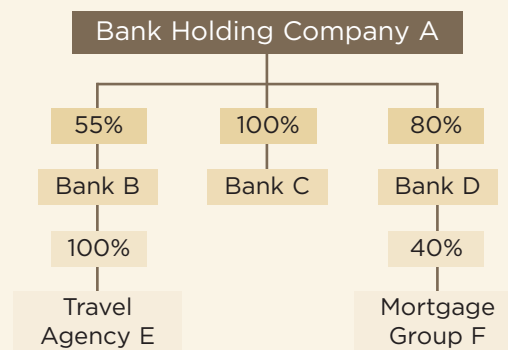 Bank Holding Company A
55%
100%
80%
Bank B
Bank C
Bank D
100%
40%
Travel
Agency E
Mortgage
Group F